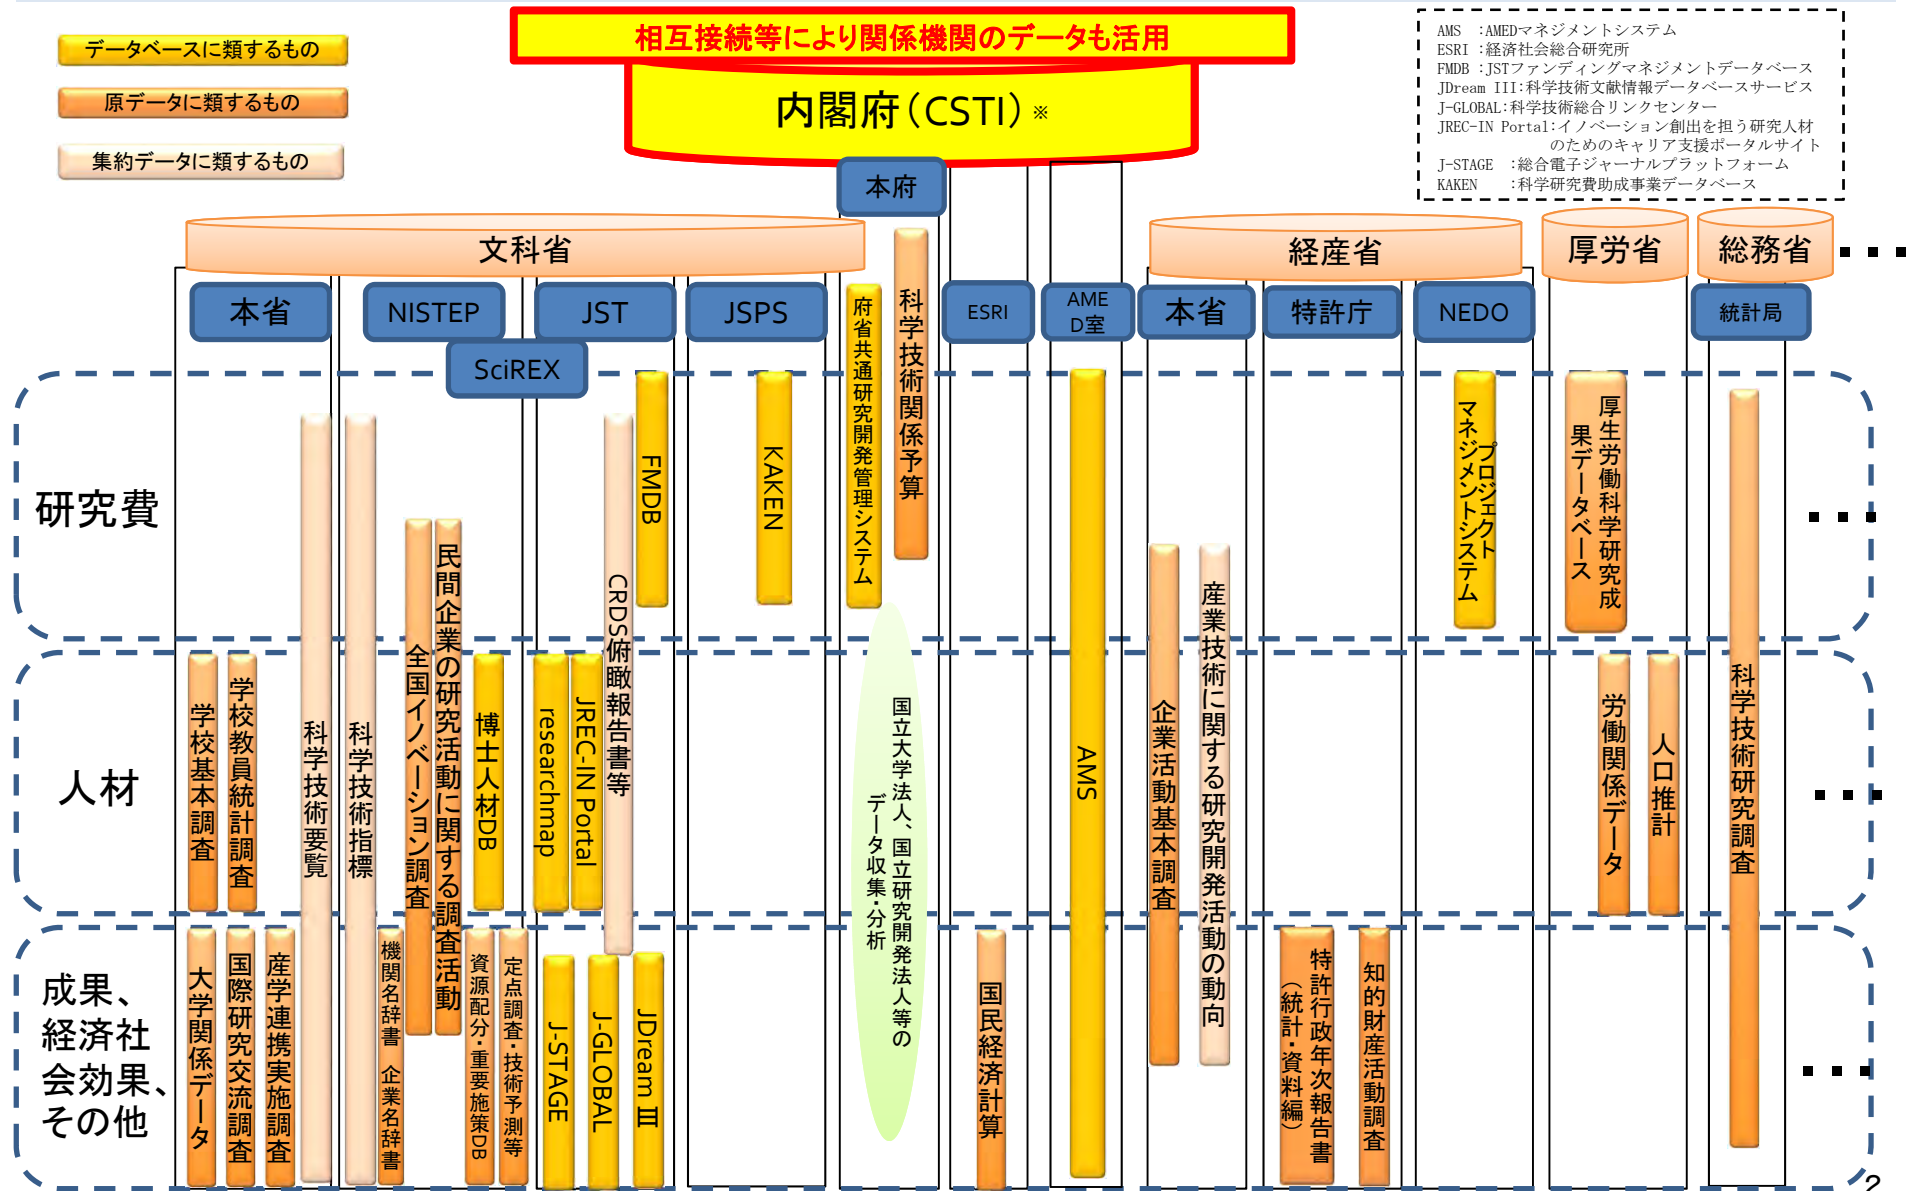 データベースに類するもの
原データに類するもの
集約データに類するもの
相互接続等により関係機関のデータも活用
内閣府（CSTI）※
AMS ：AMEDマネジメントシステム
ESRI ：経済社会総合研究所
FMDB ：JSTファンディングマネジメントデータベース
JDream III：科学技術文献情報データベースサービス
J-GLOBAL：科学技術総合リンクセンター
JREC-IN Portal：イノベーション創出を担う研究人材
のためのキャリア支援ポータルサイト
J-STAGE ：総合電子ジャーナルプラットフォーム
KAKEN ：科学研究費助成事業データベース
本府
文科省
経産省
厚労省
総務省
・・・
本省
NISTEP
SciREX
JST
JSPS
ESRI
AME
D室
本省
特許庁
NEDO
統計局
研究費
人材
成果、
経済社
会効果、
その他
学校基本調査
学校教員統計調査
科学技術要覧
科学技術指標
全国イノベーション調査
民間企業の研究活動に関する調査活動
博士人材DB
researchmap
JREC-IN Portal
CRDS俯瞰報告書等
FMDB
KAKEN
府省共通研究開発管理システム
科学技術関係予算
国立大学法人、国立研究開発法人等の
データ収集・分析
AMS
企業活動基本調査
産業技術に関する研究開発活動の動向
プロジェクト
マネジメントシステム
厚生労働科学研究成
果データベース
労働関係データ
人口推計
科学技術研究調査
・・・
・・・
大学関係データ
国際研究交流調査
産学連携実施調査
機関名辞書 企業名辞書
資源配分・重要施策DB
定点調査・技術予測等
J-STAGE
J-GLOBAL
JDream Ⅲ
国民経済計算
特許行政年次報告書
（統計・資料編）
知的財産活動調査
・・・
2